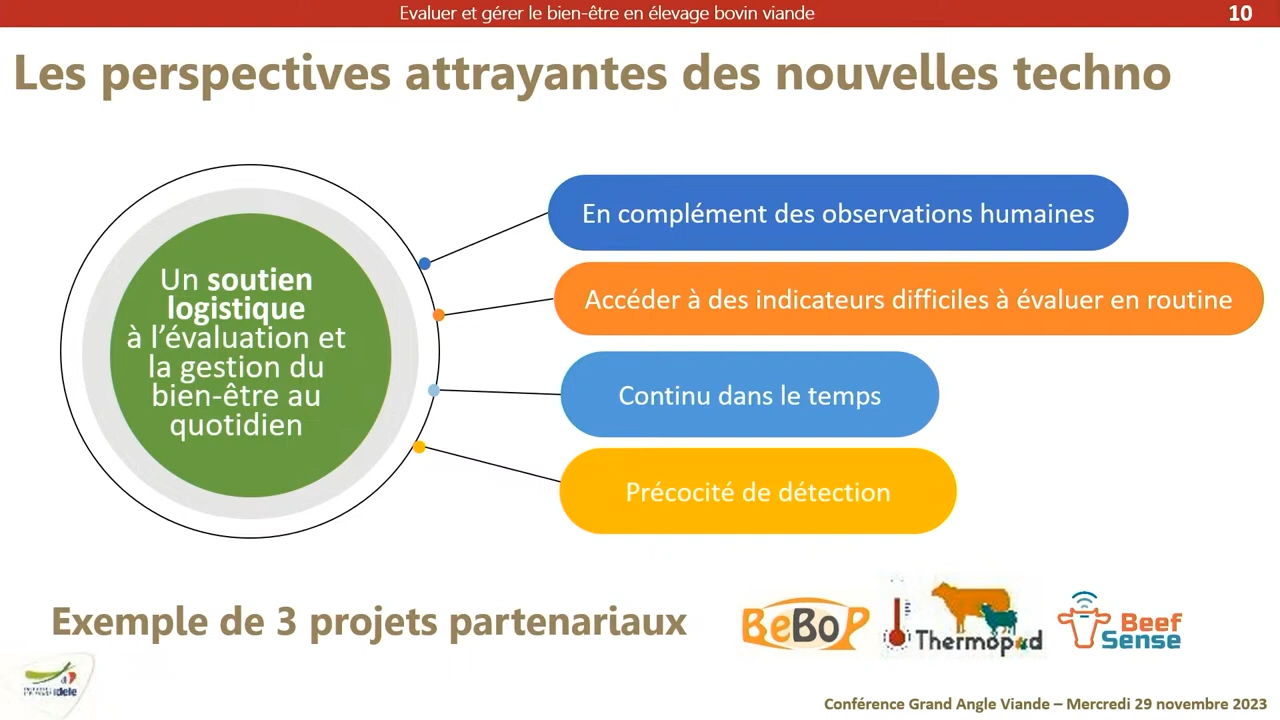 Evaluer et gérer le bien-être en élevage bovin viande
10
Les perspectives attrayantes des nouvelles techno
Un soutien
logistique
à l’évaluation et
la gestion du
bien-être au
quotidien
En complément des observations humaines
Accéder à des indicateurs difficiles à évaluer en routine
Continu dans le temps
Précocité de détection
Exemple de 3 projets partenariaux
BeBoP
Thermopod
Beef
Sense
idele
Conférence Grand Angle Viande – Mercredi 29 novembre 2023